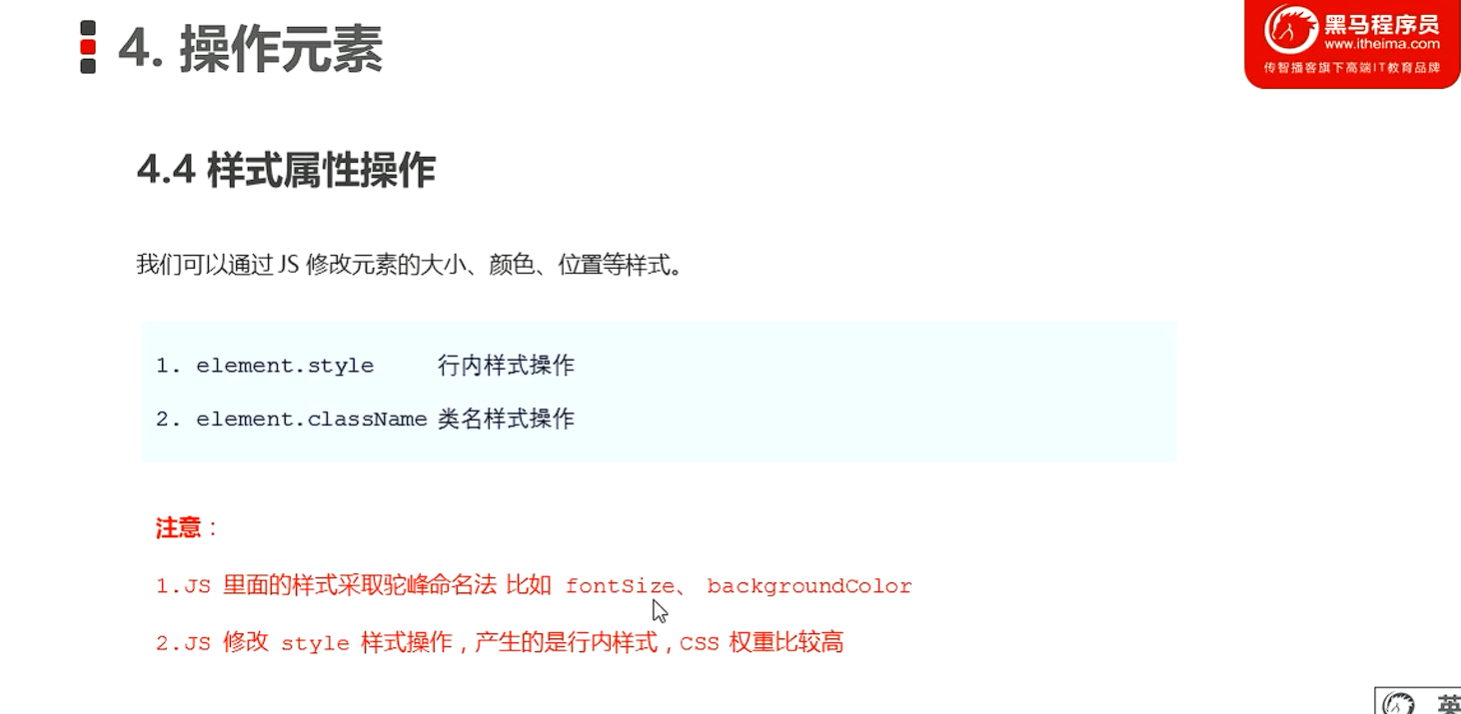 4. 操作元素
黑马程序员
www.itheima.com
传智播客旗下高端IT教育品牌
4.4 样式属性操作
我们可以通过 JS 修改元素的大小、颜色、位置等样式。
1. element.style 行内样式操作
2. element.className 类名样式操作
注意：
1.JS 里面的样式采取驼峰命名法 比如 fontSize、 backgroundColor
2.JS 修改 style 样式操作，产生的是行内样式，CSS 权重比较高
英